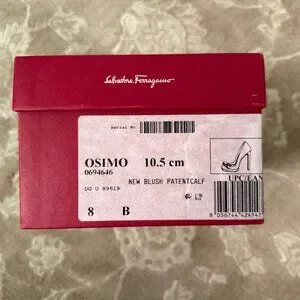 Salvatore Ferragamo
Serial Nr.
OSIMO 10.5 cm
0694646
NEW BLUSH PATENTCALF
DG U 89619
8 B
UPC/EAN